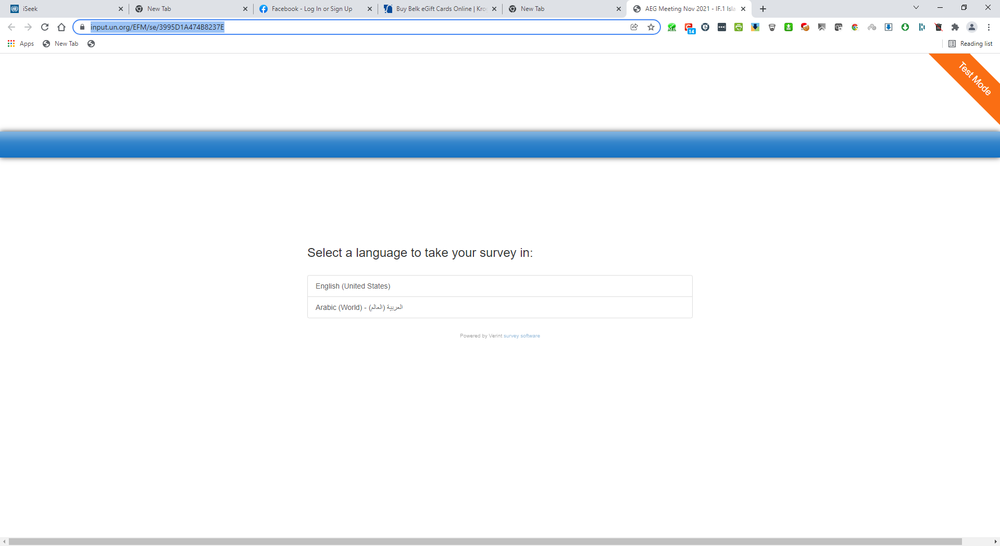 iSeek
New Tab
Facebook - Log In or Sign Up
Buy Belk eGift Cards Online | Kro
New Tab
AEG Meeting Nov 2021 - IF.1 Isla
input.un.org/EFM/se/3995D1A474B8237E
14
Apps
New Tab
Reading list
Test Mode
Select a language to take your survey in:
English (United States)
Arabic (World) - العربية (العالم)
Powered by Verint survey software